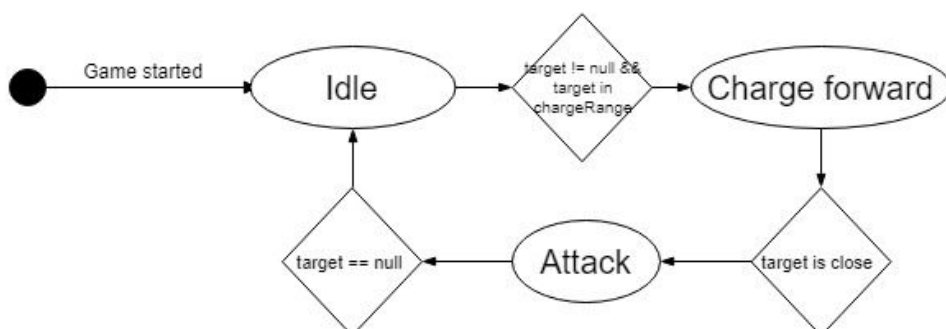 Game started
Idle
target != null &&
target in
chargeRange
Charge forward
target == null
Attack
target is close